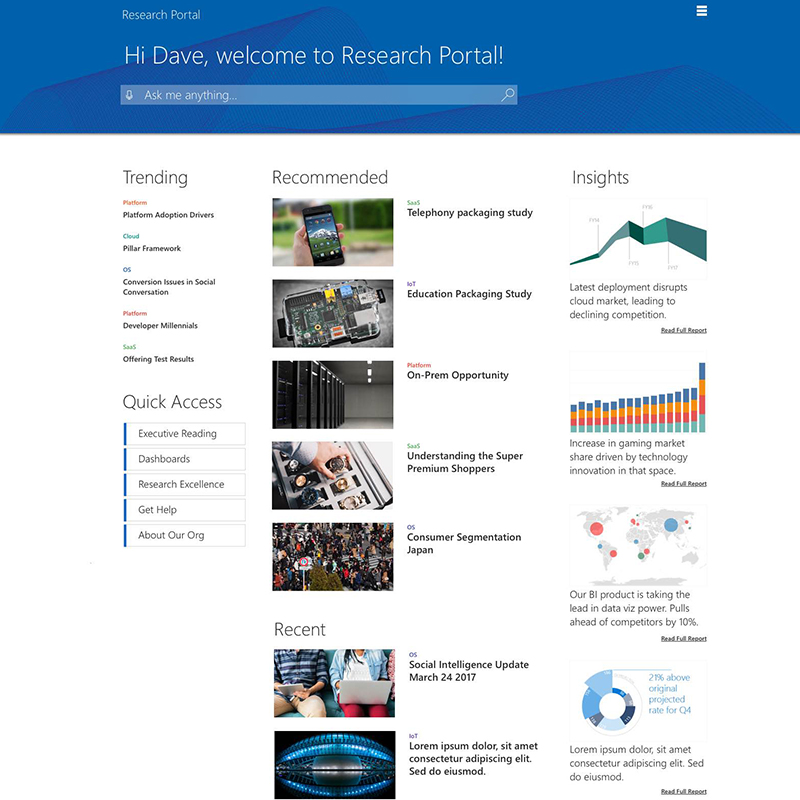 Research Portal
Hi Dave, welcome to Research Portal!
Ask me anything...
Trending
Platform
Platform Adoption Drivers
Cloud
Pillar Framework
OS
Conversion Issues in Social
Conversation
Platform
Developer Millennials
SaaS
Offering Test Results
Quick Access
Executive Reading
Dashboards
Research Excellence
Get Help
About Our Org
Recommended
SaaS
Telephony packaging study
IoT
Education Packaging Study
Platform
On-Prem Opportunity
SaaS
Understanding the Super
Premium Shoppers
OS
Consumer Segmentation
Japan
Recent
OS
Social Intelligence Update
March 24 2017
IoT
Lorem ipsum dolor, sit amet
consectetur adipiscing elit.
Sed do eiusmod.
Insights
FY14
FY16
FY15
FY17
Latest deployment disrupts
cloud market, leading to
declining competition.
Read Full Report
Increase in gaming market
share driven by technology
innovation in that space.
Read Full Report
Our BI product is taking the
lead in data viz power. Pulls
ahead of competitors by 10%.
Read Full Report
21% above
original
projected
rate for Q4
Lorem ipsum dolor, sit amet
consectetur adipiscing elit. Sed
do eiusmod.
Read Full Report